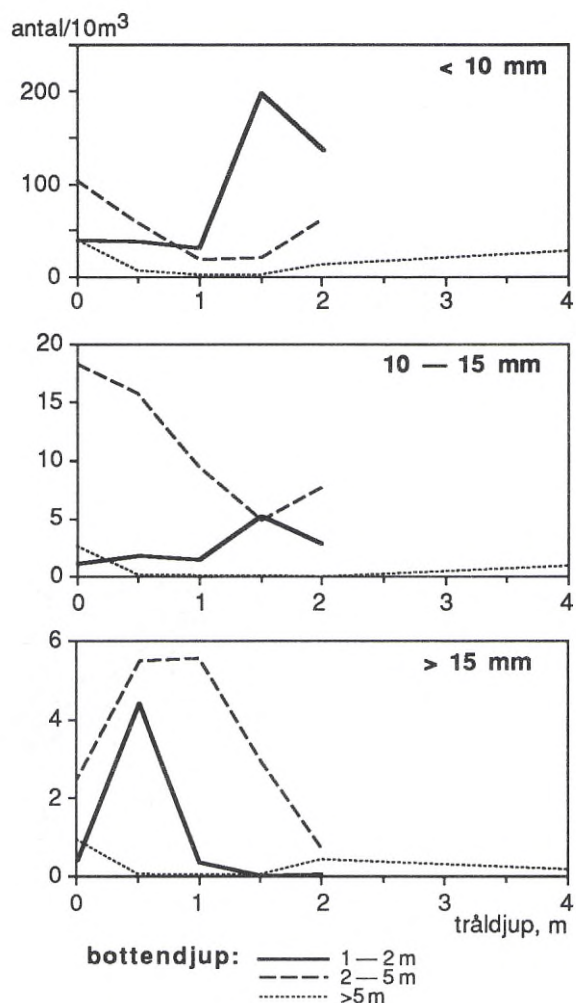 antal/10m³
< 10 mm
200
100
0
0 1 2 3 4
10 — 15 mm
20
15
10
5
0
0 1 2 3 4
> 15 mm
6
4
2
0
0 1 2 3 4
tråldjup, m
bottendjup: 1 — 2 m
2 — 5 m
>5 m